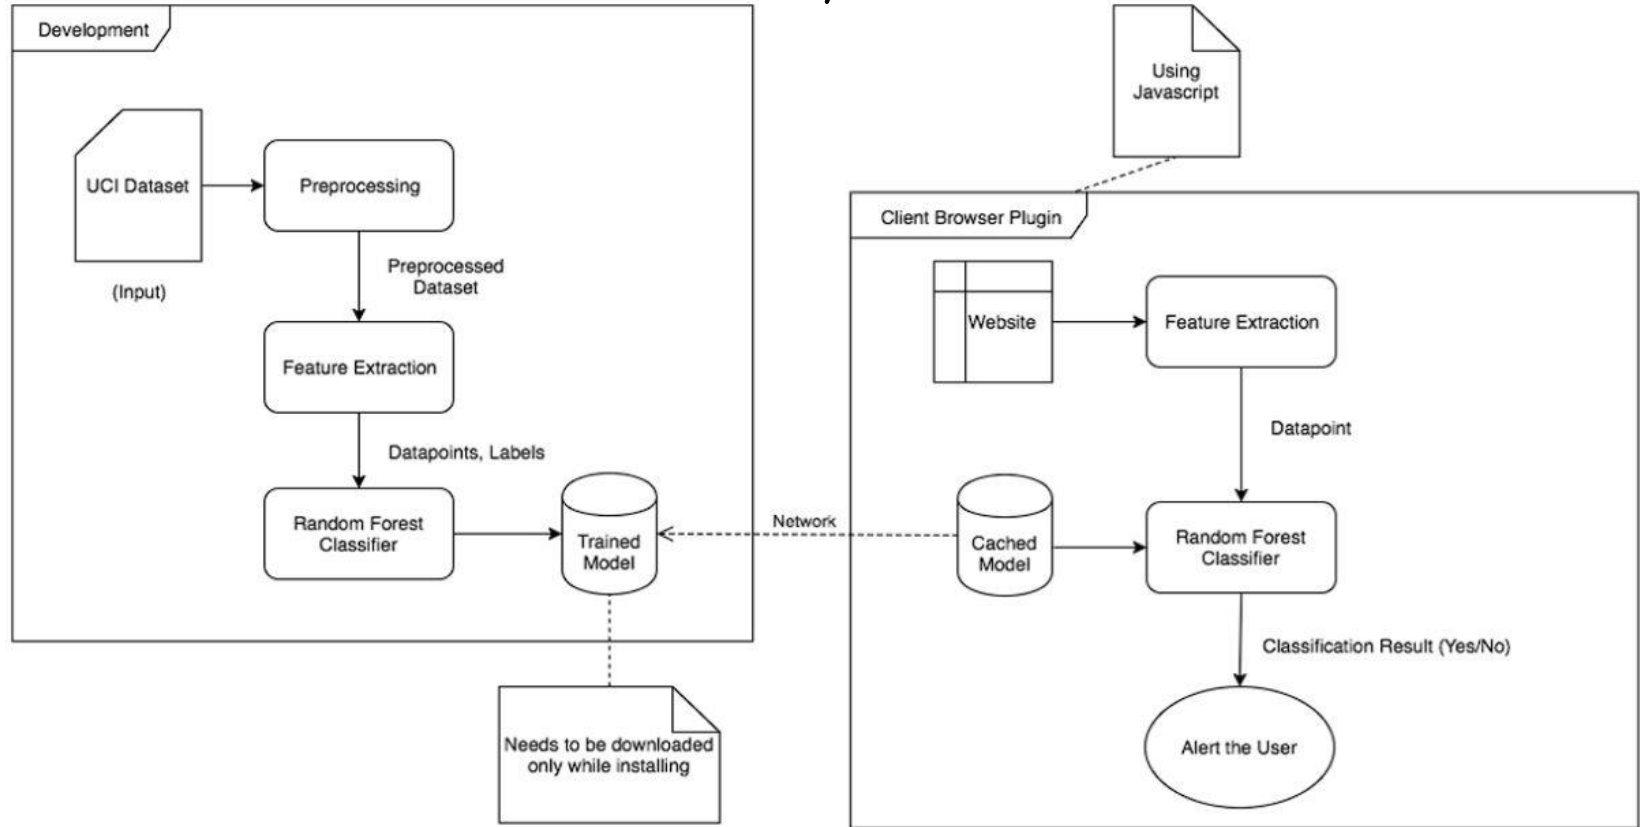 Development
UCI Dataset
(Input)
Preprocessing
Preprocessed
Dataset
Feature Extraction
Datapoints, Labels
Random Forest
Classifier
Trained
Model
Needs to be downloaded
only while installing
Network
Using
Javascript
Client Browser Plugin
Website
Feature Extraction
Datapoint
Cached
Model
Random Forest
Classifier
Classification Result (Yes/No)
Alert the User